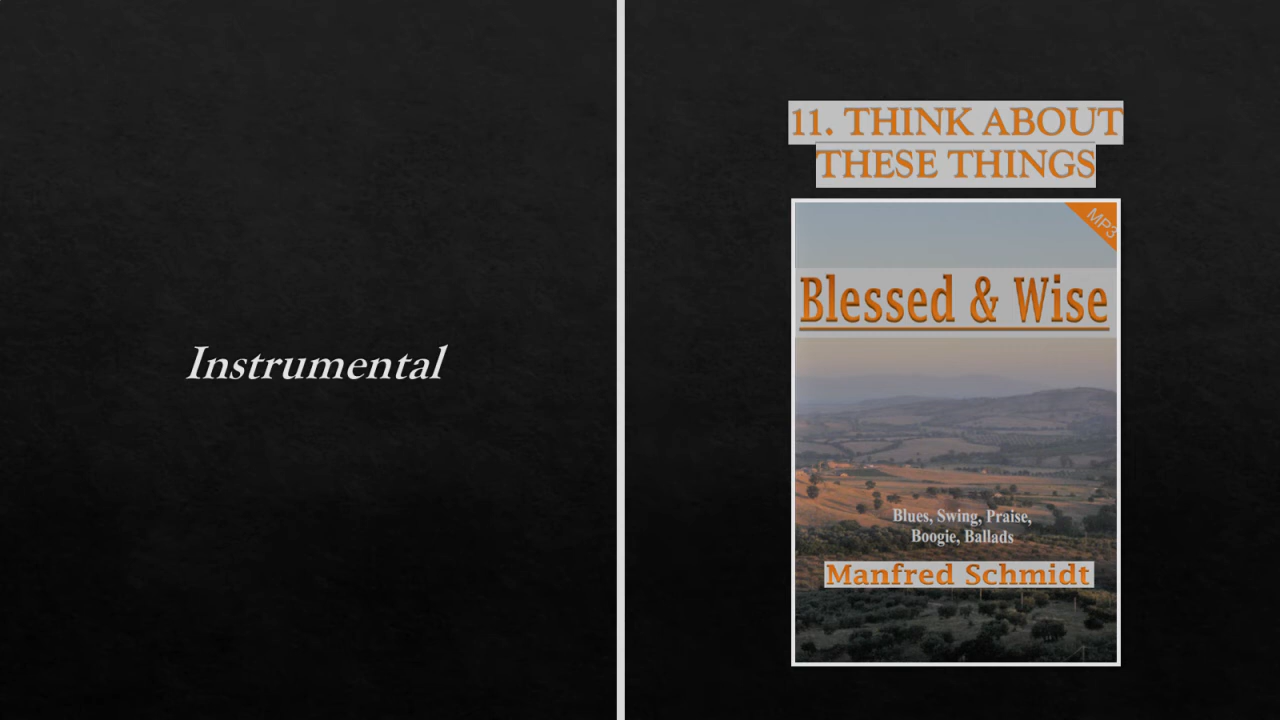 Instrumental
11. THINK ABOUT
THESE THINGS
MP3
Blessed & Wise
Blues, Swing, Praise,
Boogie, Ballads
Manfred Schmidt